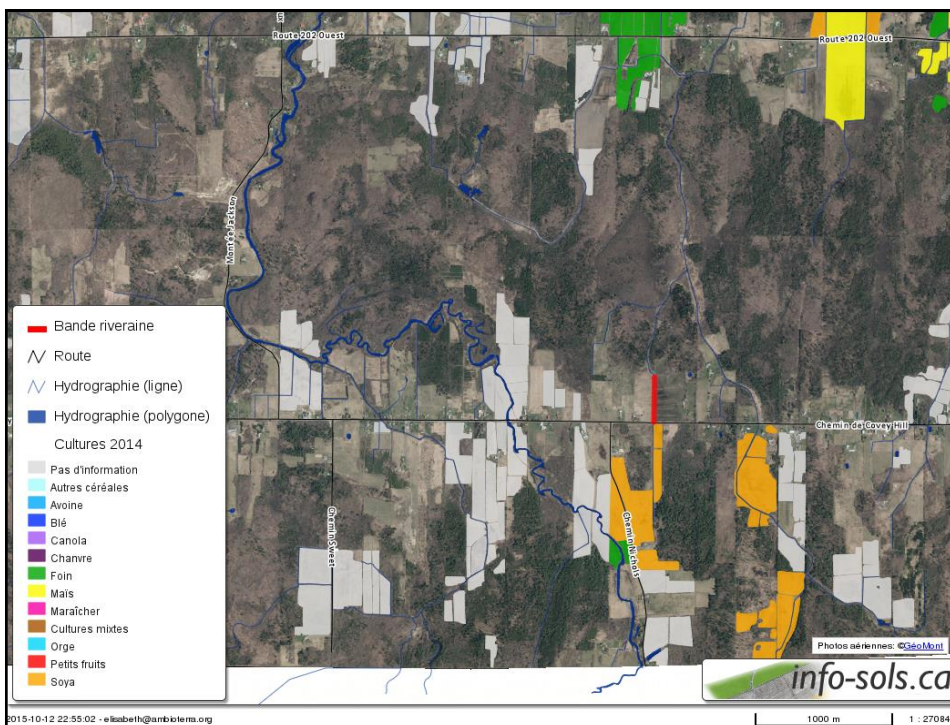 Route 202 Ouest
Route 202 Ouest
Montée Jackson
Bande riveraine
Route
Hydrographie (ligne)
Hydrographie (polygone)
Cultures 2014
Pas d'information
Autres céréales
Avoine
Blé
Canola
Chanvre
Foin
Maïs
Maraîcher
Cultures mixtes
Orge
Petits fruits
Soya
Chemin de Covey Hill
Chemin Sweet
Chemin Nichols
Photos aériennes: ©GéoMont
info-sols.ca
2015-10-12 22:55:02 - elisabeth@ambioterra.org
1000 m
1 : 27084